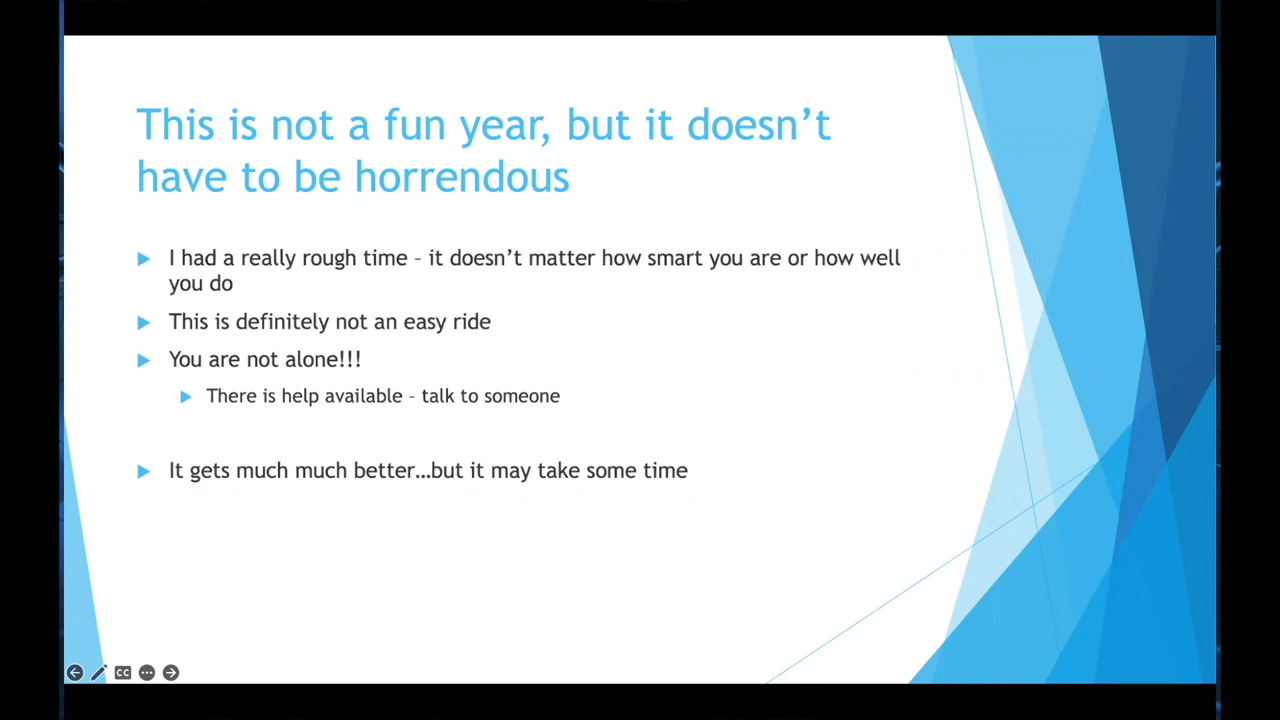 This is not a fun year, but it doesn’t
have to be horrendous
I had a really rough time – it doesn’t matter how smart you are or how well
you do
This is definitely not an easy ride
You are not alone!!!
There is help available – talk to someone
It gets much much better…but it may take some time
CC